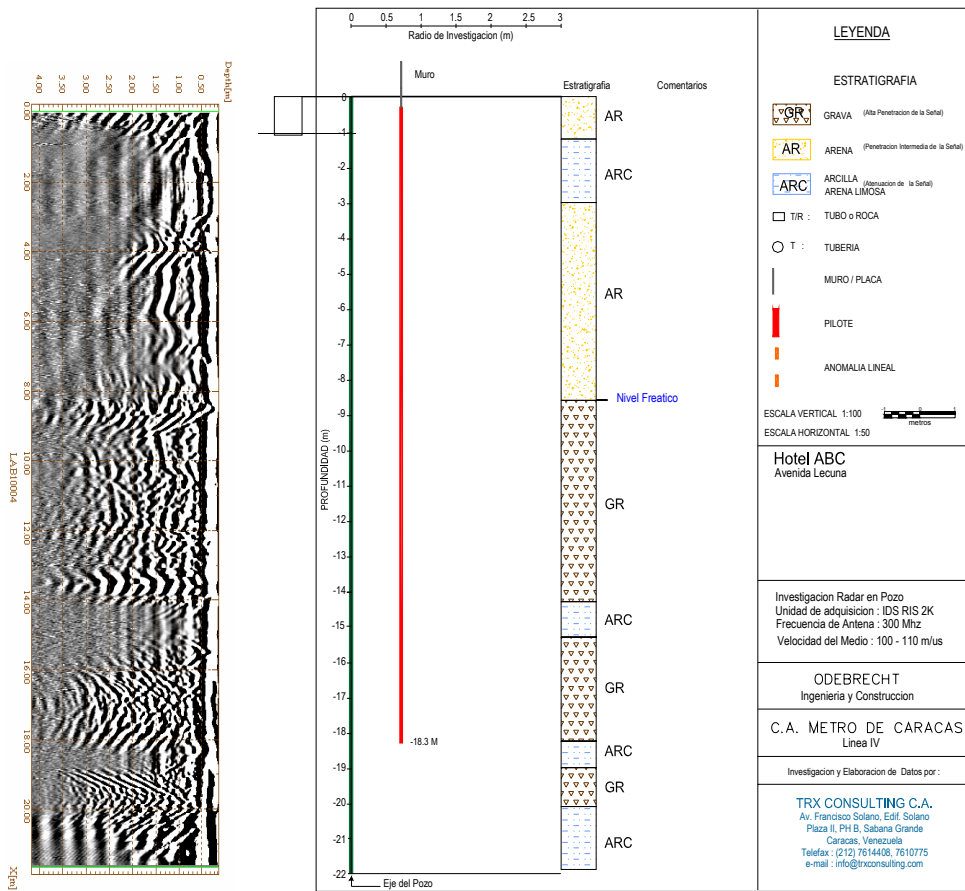 Depth[m]
4.00
3.50
3.00
2.50
2.00
1.50
1.00
0.50
0.00
2.00
4.00
6.00
8.00
10.00
12.00
14.00
16.00
18.00
20.00
LAB10004
X[m]
0 0.5 1 1.5 2 3
Radio de Investigacion (m)
Muro
Estratigrafia
Comentarios
0
-1
-2
-3
-4
-5
-6
-7
-8
-9
-10
-11
-12
-13
-14
-15
-16
-17
-18
-19
-20
-21
-22
PROFUNDIDAD (m)
AR
ARC
AR
Nivel Freatico
GR
ARC
GR
-18.3 M
ARC
GR
ARC
Eje del Pozo
LEYENDA
ESTRATIGRAFIA
GR GRAVA (Alta Penetracion de la Señal)
AR ARENA (Penetracion Intermedia de la Señal)
ARC ARCILLA (Atenuacion de la Señal)
ARENA LIMOSA
T/R : TUBO o ROCA
T : TUBERIA
MURO / PLACA
PILOTE
ANOMALIA LINEAL
ESCALA VERTICAL 1:100
-1 0 1
metros
ESCALA HORIZONTAL 1:50
Hotel ABC
Avenida Lecuna
Investigacion Radar en Pozo
Unidad de adquisicion : IDS RIS 2K
Frecuencia de Antena : 300 Mhz
Velocidad del Medio : 100 - 110 m/us
ODEBRECHT
Ingenieria y Construccion
C.A. METRO DE CARACAS
Linea IV
Investigacion y Elaboracion de Datos por :
TRX CONSULTING C.A.
Av. Francisco Solano, Edif. Solano
Plaza II, PH B, Sabana Grande
Caracas, Venezuela
Telefax : (212) 7614408, 7610775
e-mail : info@trxconsulting.com